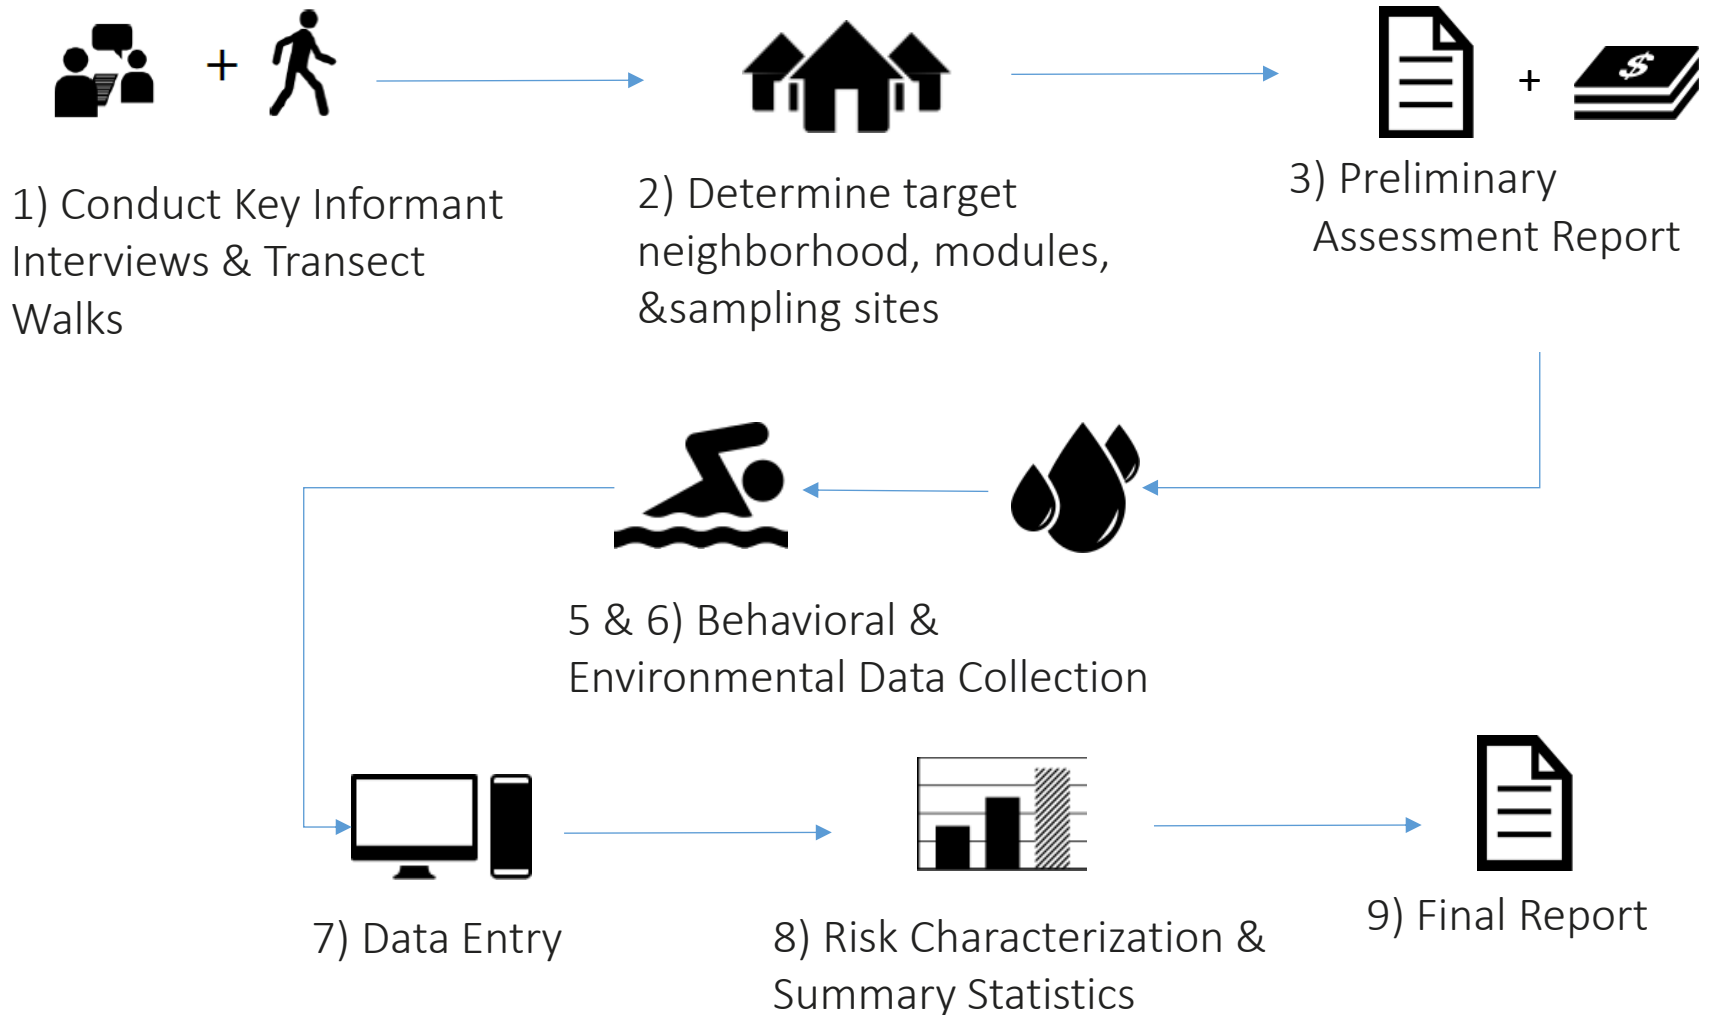 +
$
+
1) Conduct Key Informant
Interviews & Transect
Walks
2) Determine target
neighborhood, modules,
&sampling sites
3) Preliminary
Assessment Report
5 & 6) Behavioral &
Environmental Data Collection
7) Data Entry
8) Risk Characterization &
Summary Statistics
9) Final Report